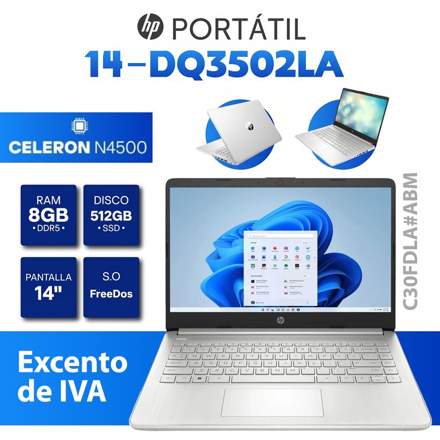 hp PORTÁTIL
14-DQ3502LA
CELERON N4500
RAM
8GB
•DDR5•
DISCO
512GB
•SSD•
PANTALLA
14"
S.O
FreeDos
C30FDLA#ABM
Excento
de IVA